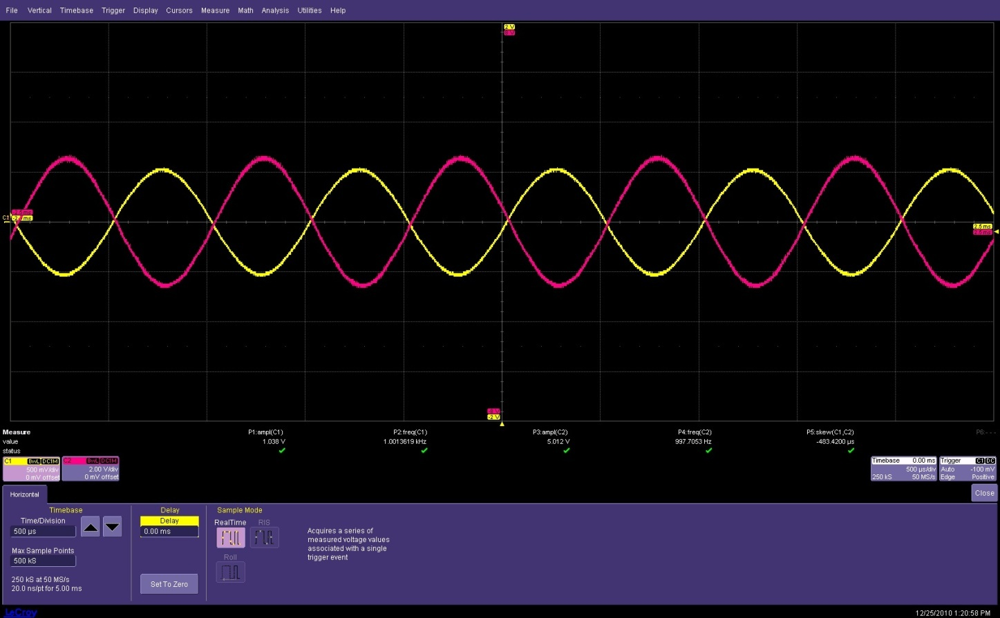 File Vertical Timebase Trigger Display Cursors Measure Math Analysis Utilities Help
2 V
8 V
-2.5 ms
C1 -2.5 ms
2.5 ms
2.5 ms
-8 V
-2 V
Measure P1:ampl(C1) P2:freq(C1) P3:ampl(C2) P4:freq(C2) P5:skew(C1,C2) P6:---
value 1.038 V 1.0013619 kHz 5.012 V 997.7053 Hz -483.4200 µs
status
C1 BwL DC1M C2 BwL DC1M Timebase 0.00 ms Trigger C1 DC
500 mV/div 2.00 V/div 500 µs/div Auto -100 mV
0 mV offset 0 mV offset 250 kS 50 MS/s Edge Positive
Horizontal Close
Timebase Delay Sample Mode
Time/Division Delay RealTime RIS
500 µs 0.00 ms
Acquires a series of
measured voltage values
associated with a single
trigger event
Max Sample Points
500 kS
Roll
250 kS at 50 MS/s
20.0 ns/pt for 5.00 ms
Set To Zero
LeCroy 12/25/2010 1:20:58 PM